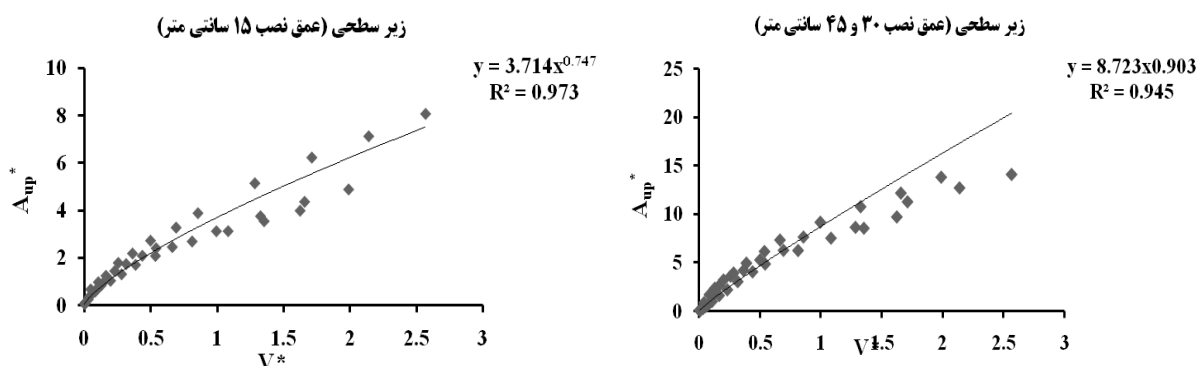 زیر سطحی (عمق نصب ۱۵ سانتی متر)
y = 3.714x^0.747
R² = 0.973
10
8
6
4
2
0
A_up*
0 0.5 1 1.5 2 2.5 3
V*
زیر سطحی (عمق نصب ۳۰ و ۴۵ سانتی متر)
y = 8.723x0.903
R² = 0.945
25
20
15
10
5
0
A_up*
0 0.5 1 1.5 2 2.5 3
V*